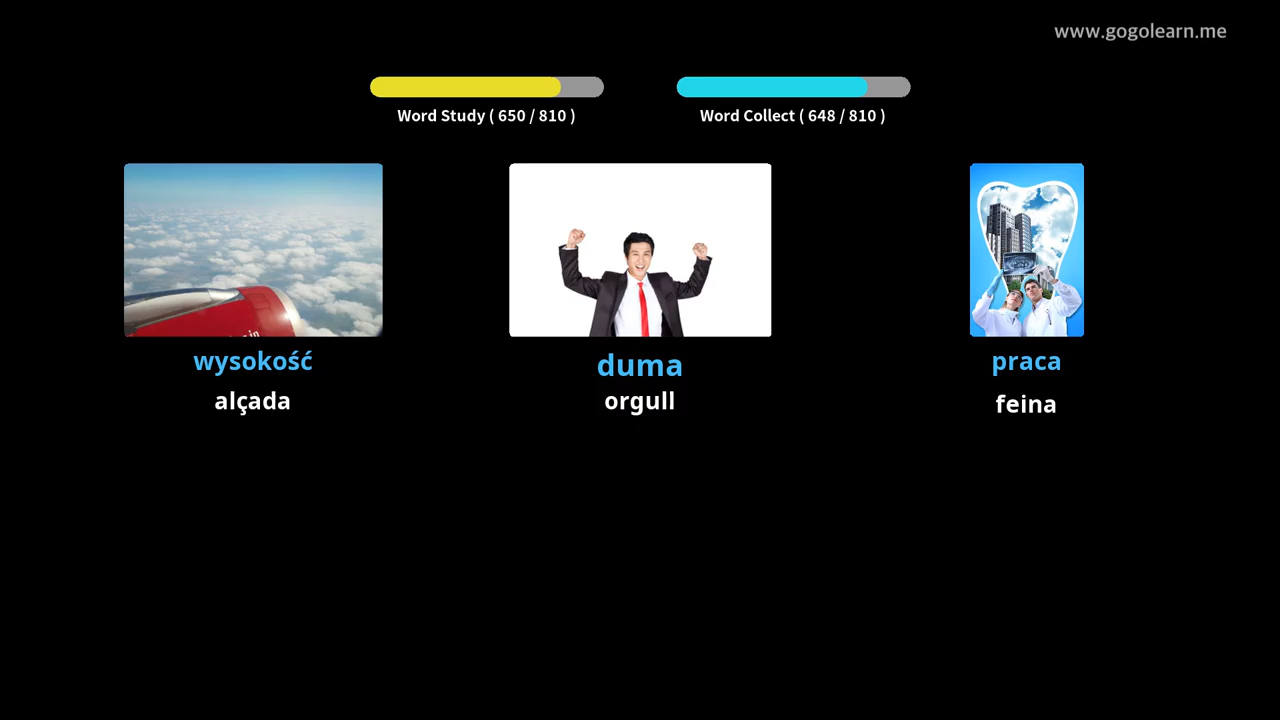 www.gogolearn.me
Word Study ( 650 / 810 )
Word Collect ( 648 / 810 )
wysokość
duma
praca
alçada
orgull
feina